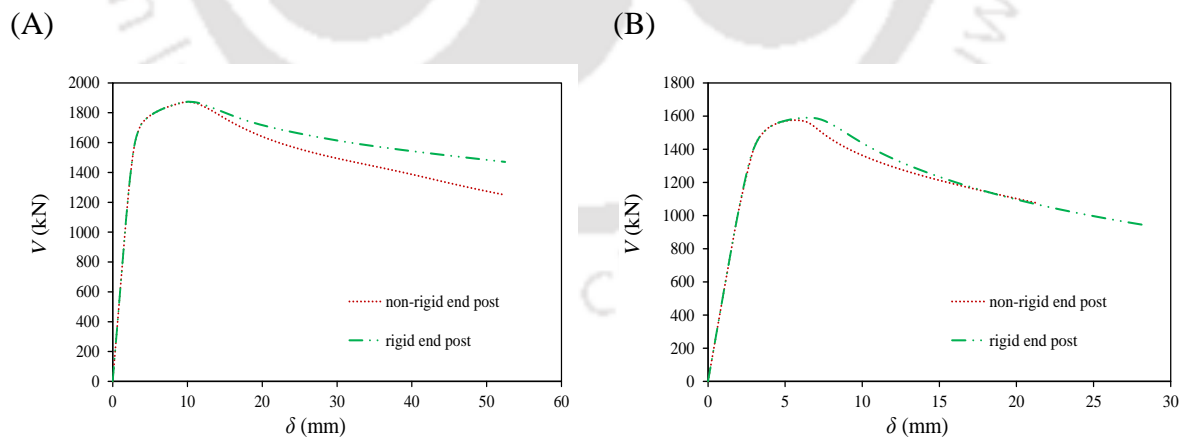 (A)
(B)
2000
1800
1600
1400
1200
1000
800
600
400
200
0
V (kN)
non-rigid end post
rigid end post
0 10 20 30 40 50 60
δ (mm)
1800
1600
1400
1200
1000
800
600
400
200
0
V (kN)
non-rigid end post
rigid end post
0 5 10 15 20 25 30
δ (mm)